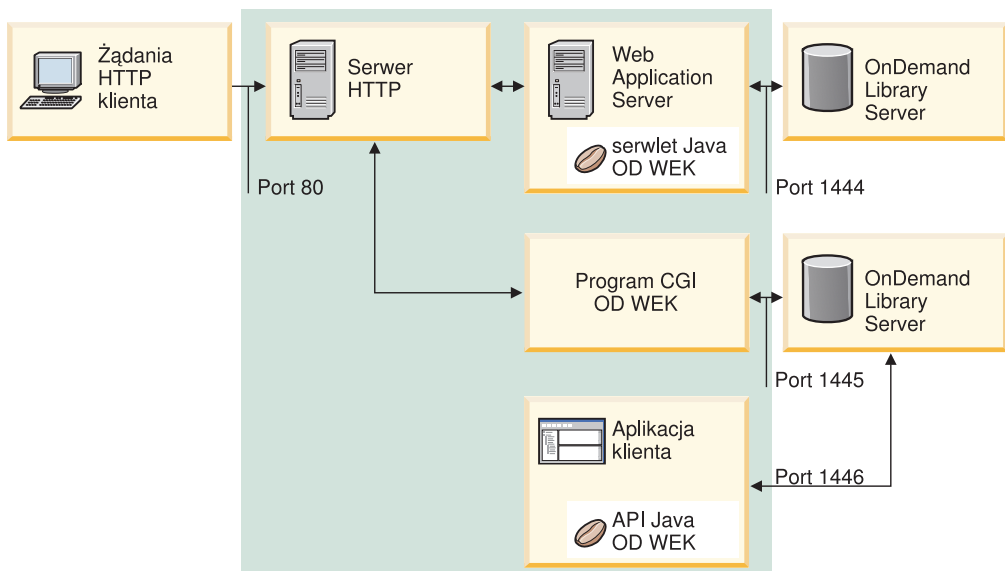 Żądania
HTTP
klienta
Serwer
HTTP
Web
Application
Server
serwlet Java
OD WEK
OnDemand
Library
Server
Port 80
Port 1444
Program CGI
OD WEK
OnDemand
Library
Server
Port 1445
Aplikacja
klienta
API Java
OD WEK
Port 1446